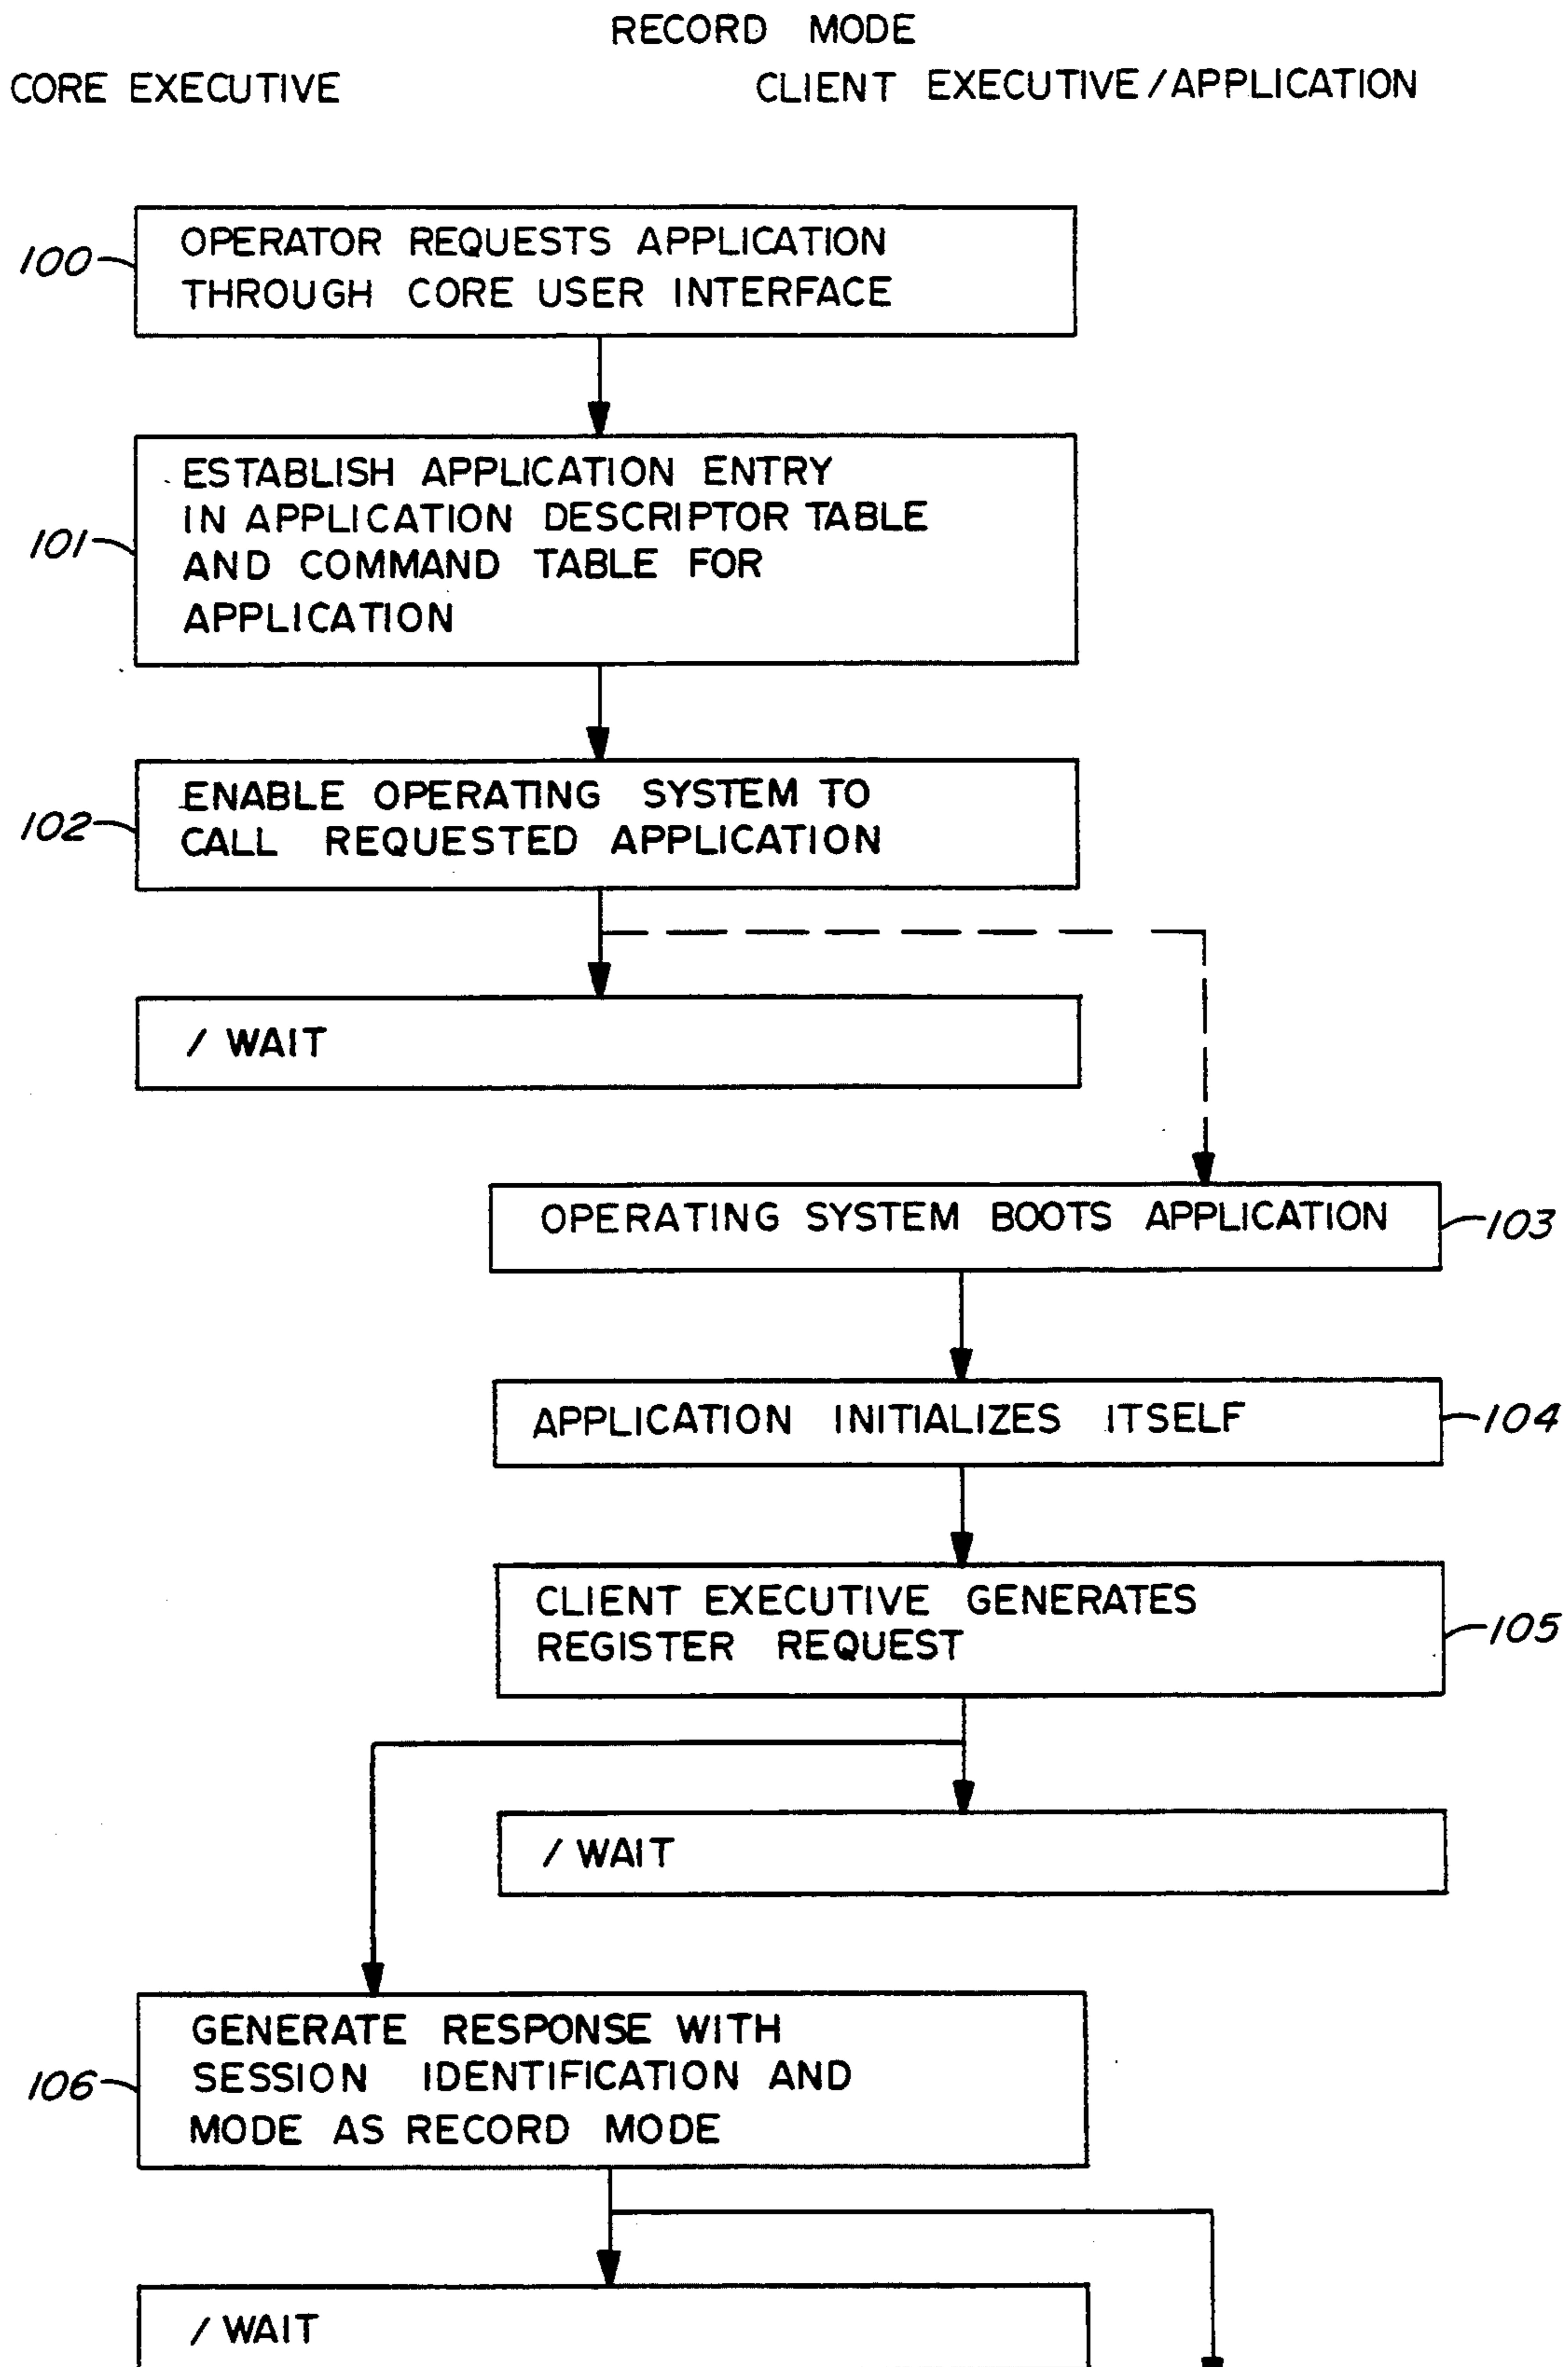 RECORD MODE
CORE EXECUTIVE
CLIENT EXECUTIVE/APPLICATION
100
OPERATOR REQUESTS APPLICATION
THROUGH CORE USER INTERFACE
101
ESTABLISH APPLICATION ENTRY
IN APPLICATION DESCRIPTOR TABLE
AND COMMAND TABLE FOR
APPLICATION
102
ENABLE OPERATING SYSTEM TO
CALL REQUESTED APPLICATION
/ WAIT
OPERATING SYSTEM BOOTS APPLICATION
103
APPLICATION INITIALIZES ITSELF
104
CLIENT EXECUTIVE GENERATES
REGISTER REQUEST
105
/ WAIT
106
GENERATE RESPONSE WITH
SESSION IDENTIFICATION AND
MODE AS RECORD MODE
/ WAIT